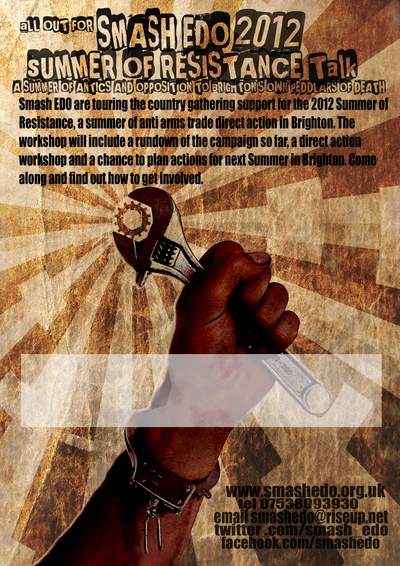 all OUT FOR SMASH EDO 2012
SUMMER OF RESISTANCE Talk
A SUMMER OF ANTICS AND OPPOSITION TO BRIGHTON'S OWN PEDDLARS OF DEATH
Smash EDO are touring the country gathering support for the 2012 Summer of
Resistance, a summer of anti arms trade direct action in Brighton. The
workshop will include a rundown of the campaign so far, a direct action
workshop and a chance to plan actions for next Summer in Brighton. Come
along and find out how to get involved.
www.smashedo.org.uk
tel 07538093930
email smashedo@riseup.net
twitter.com/smash_edo
facebook.com/smashedo